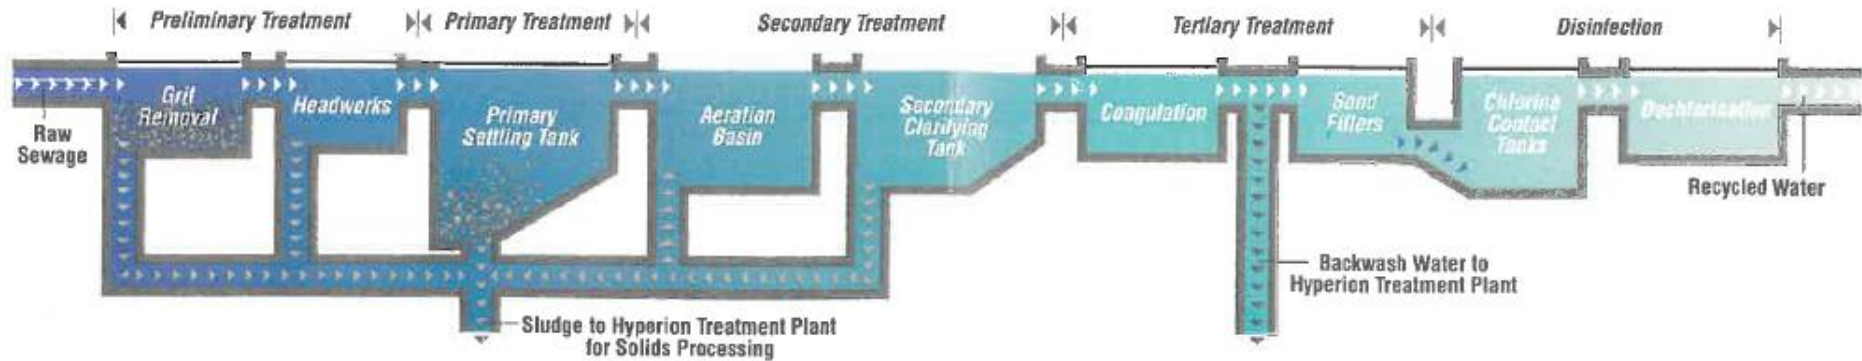 Preliminary Treatment
Primary Treatment
Secondary Treatment
Tertiary Treatment
Disinfection
Raw
Sewage
Grit
Removal
Headworks
Primary
Settling Tank
Aeration
Basin
Secondary
Clarifying
Tank
Coagulation
Sand
Filters
Chlorine
Contact
Tanks
Dechlorination
Recycled Water
Backwash Water to
Hyperion Treatment Plant
Sludge to Hyperion Treatment Plant
for Solids Processing